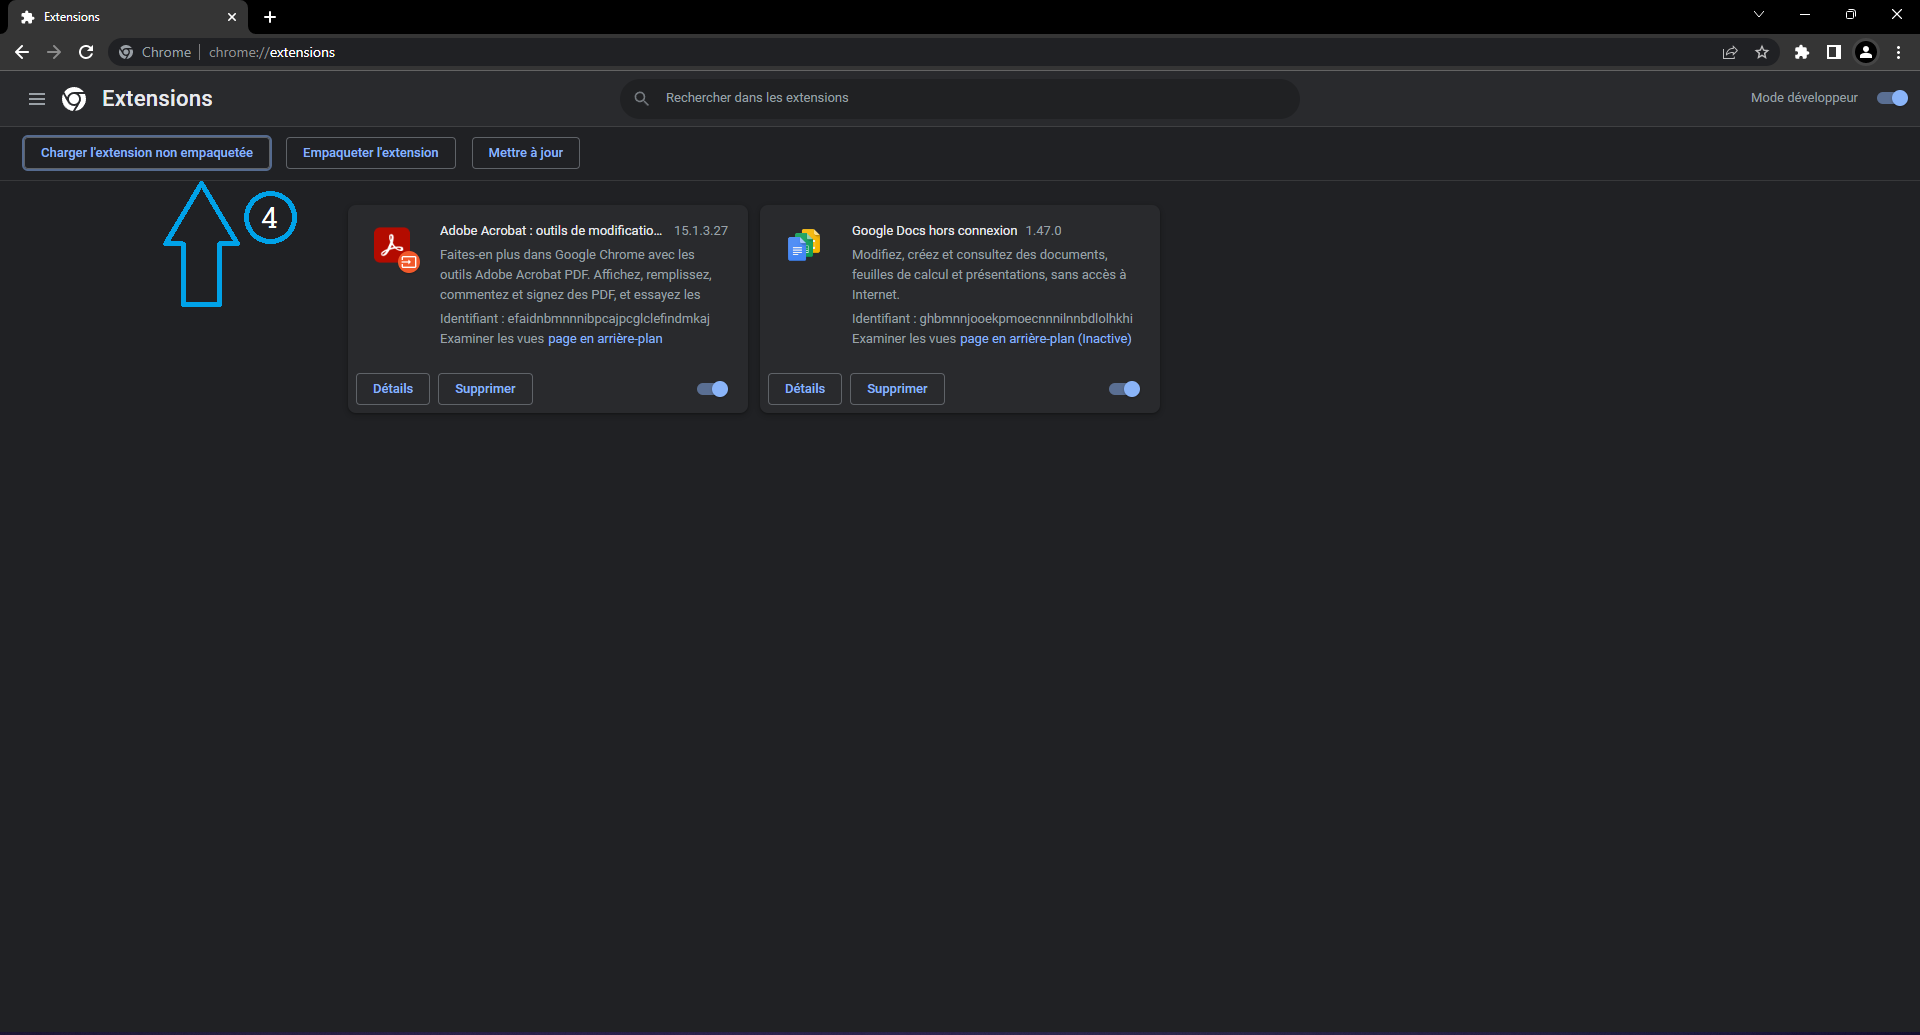 Extensions
Chrome | chrome://extensions
Extensions
Rechercher dans les extensions
Mode développeur
Charger l'extension non empaquetée
Empaqueter l'extension
Mettre à jour
4
Adobe Acrobat : outils de modificatio... 15.1.3.27
Faites-en plus dans Google Chrome avec les
outils Adobe Acrobat PDF. Affichez, remplissez,
commentez et signez des PDF, et essayez les
Identifiant : efaidnbmnnnibpcajpcglclefindmkaj
Examiner les vues page en arrière-plan
Détails
Supprimer
Google Docs hors connexion 1.47.0
Modifiez, créez et consultez des documents,
feuilles de calcul et présentations, sans accès à
Internet.
Identifiant : ghbmnnjooekpmoecnnnilnnbdlolhkhi
Examiner les vues page en arrière-plan (Inactive)
Détails
Supprimer